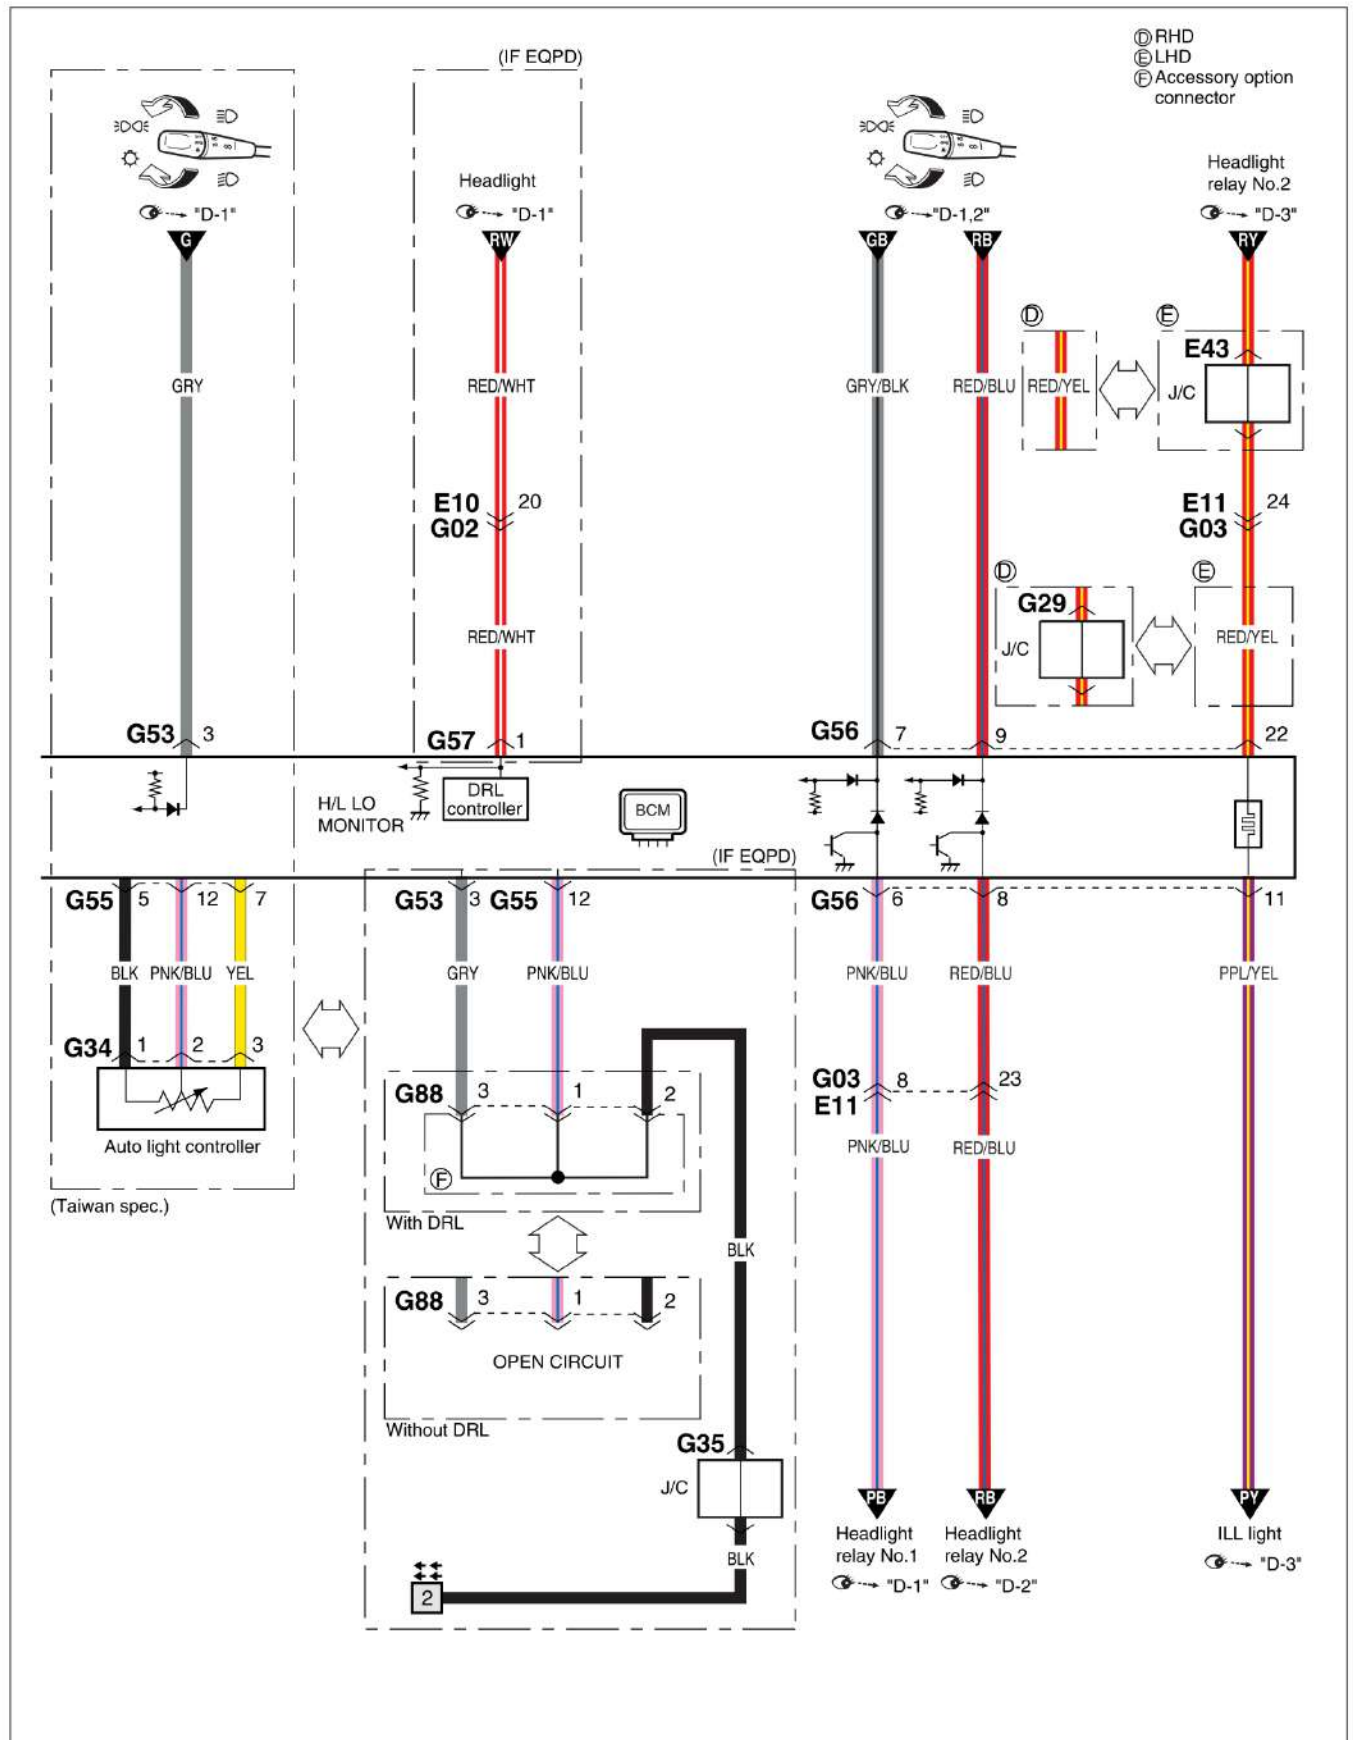 Ⓓ RHD
Ⓔ LHD
Ⓕ Accessory option
connector
(IF EQPD)
Headlight
Headlight
relay No.2
"D-1"
"D-1"
"D-1,2"
"D-3"
G
RW
GB
RB
RY
Ⓓ
Ⓔ
E43
J/C
GRY
RED/WHT
GRY/BLK
RED/BLU
RED/YEL
E10
G02
20
E11
G03
24
Ⓓ
Ⓔ
G29
J/C
RED/WHT
RED/YEL
G53 3
G57 1
G56 7
9
22
H/L LO
MONITOR
DRL
controller
BCM
(IF EQPD)
G55 5
12
7
G53 3
G55 12
G56 6
8
11
BLK
PNK/BLU
YEL
GRY
PNK/BLU
PNK/BLU
RED/BLU
PPL/YEL
G34 1
2
3
G88 3
1
2
G03
E11
8
23
Auto light controller
PNK/BLU
RED/BLU
Ⓕ
(Taiwan spec.)
With DRL
BLK
G88 3
1
2
OPEN CIRCUIT
Without DRL
G35
J/C
PB
RB
PY
Headlight
relay No.1
Headlight
relay No.2
ILL light
"D-1"
"D-2"
"D-3"
BLK
2